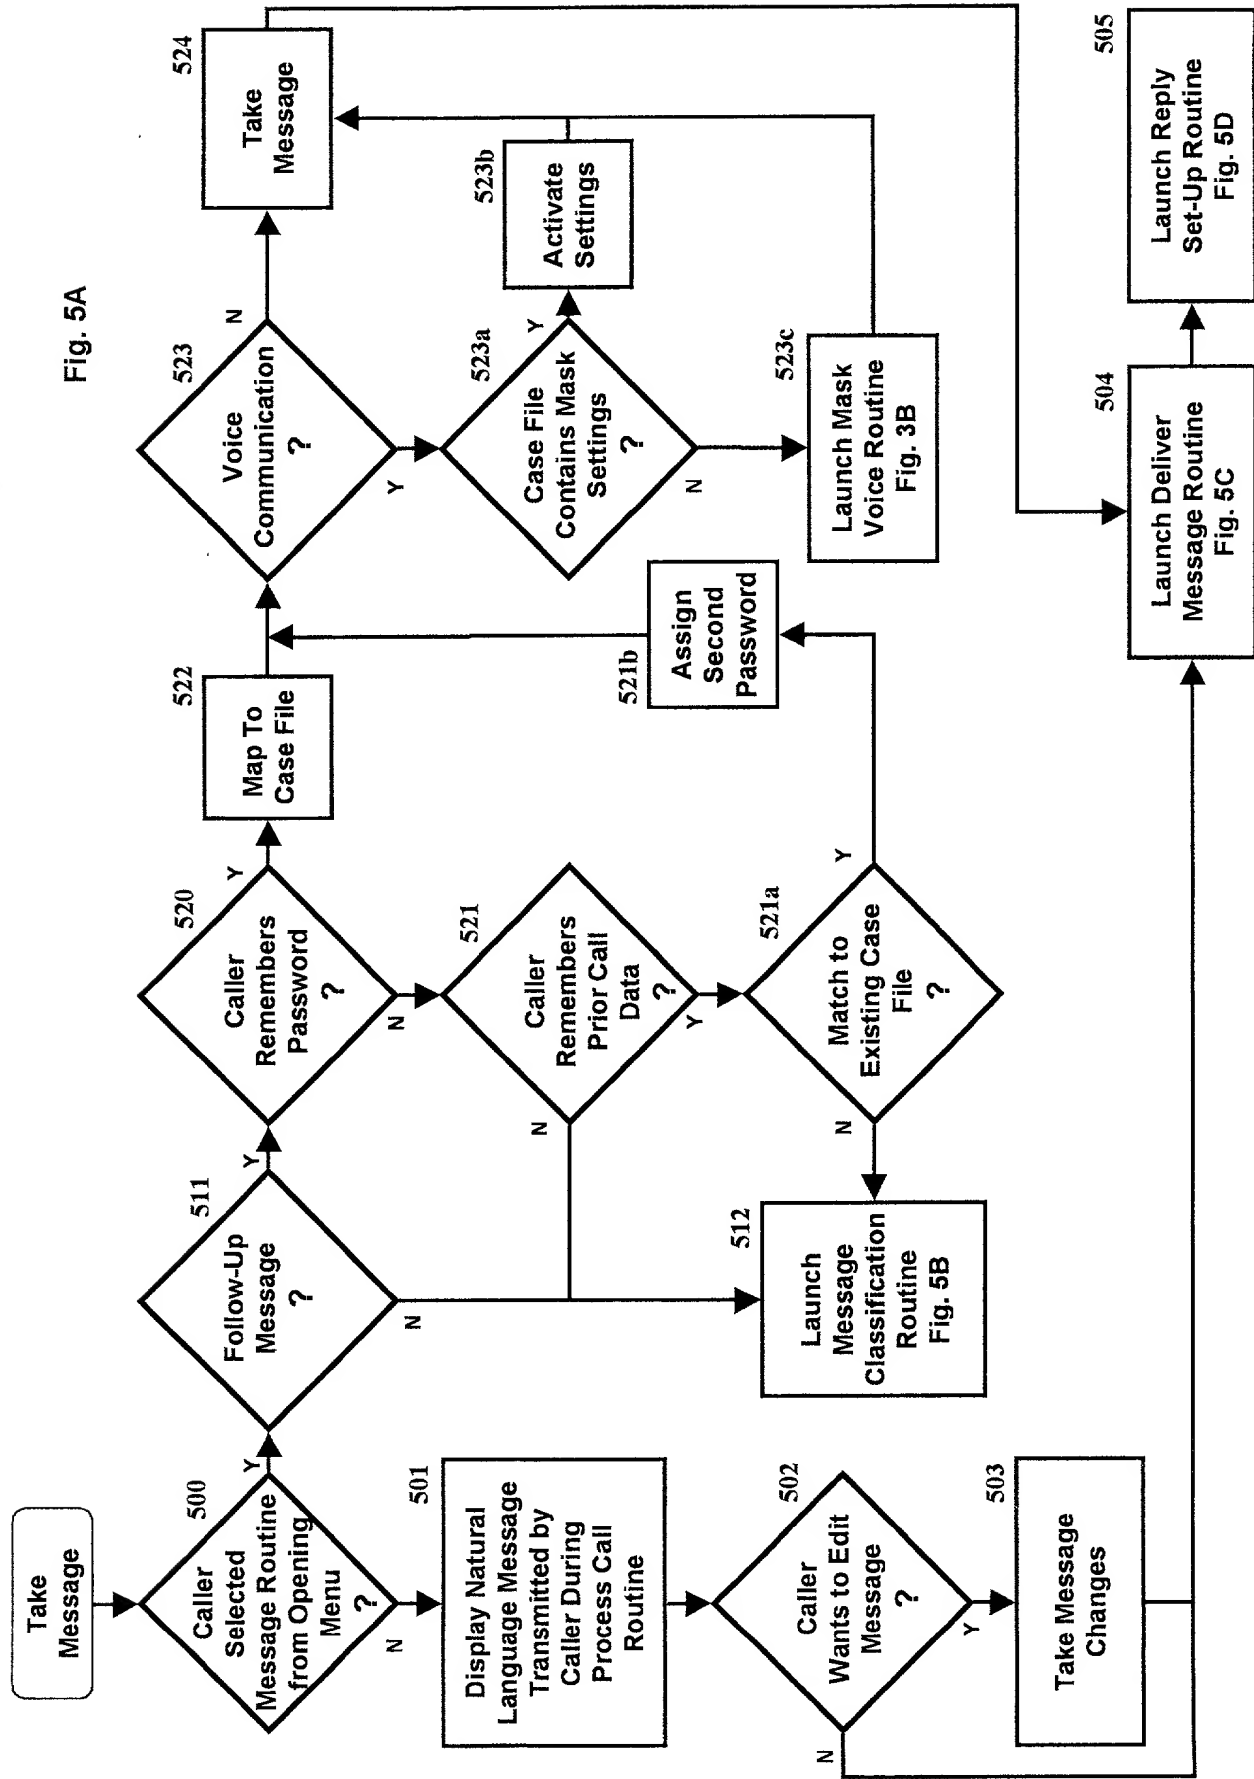 Fig. 5A
Take
Message
500
Caller
Selected
Message Routine
from Opening
Menu
?
Y
N
501
Display Natural
Language Message
Transmitted by
Caller During
Process Call
Routine
502
Caller
Wants to Edit
Message
?
N
Y
503
Take Message
Changes
511
Follow-Up
Message
?
Y
N
512
Launch
Message
Classification
Routine
Fig. 5B
520
Caller
Remembers
Password
?
Y
N
521
Caller
Remembers
Prior Call
Data
?
N
Y
521a
Match to
Existing Case
File
?
N
Y
522
Map To
Case File
521b
Assign
Second
Password
523
Voice
Communication
?
N
Y
523a
Case File
Contains Mask
Settings
?
Y
N
523b
Activate
Settings
523c
Launch Mask
Voice Routine
Fig. 3B
524
Take
Message
504
Launch Deliver
Message Routine
Fig. 5C
505
Launch Reply
Set-Up Routine
Fig. 5D